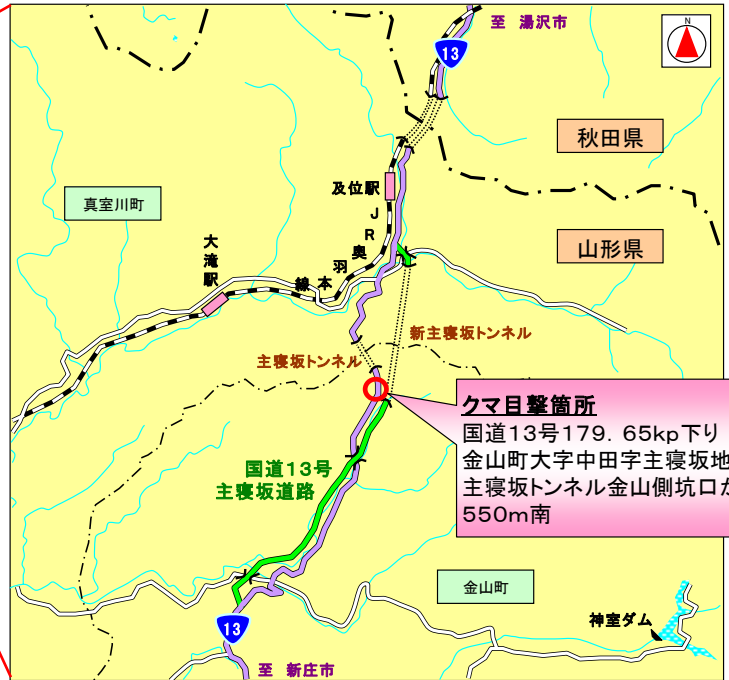 至 湯沢市
N
13
秋田県
及位駅
真室川町
JR奥羽本線
山形県
大滝駅
新主寝坂トンネル
主寝坂トンネル
クマ目撃箇所
国道13号179.65kp下り
金山町大字中田字主寝坂地
主寝坂トンネル金山側坑口か
550m南
国道13号
主寝坂道路
金山町
神室ダム
13
至 新庄市